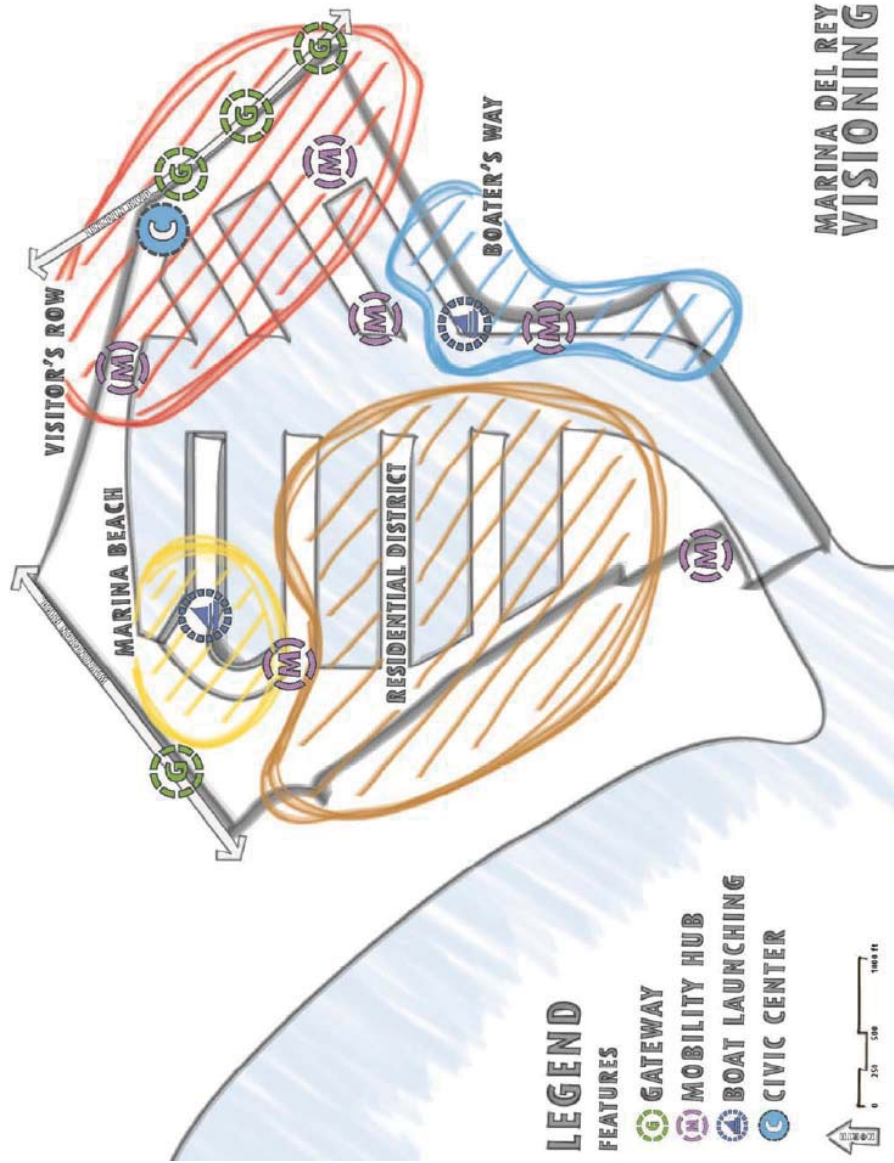 VISITOR'S ROW
MARINA BEACH
M
C
G
G
G
G
M
M
M
RESIDENTIAL DISTRICT
BOATER'S WAY
M
M
LEGEND
FEATURES
G GATEWAY
M MOBILITY HUB
BOAT LAUNCHING
C CIVIC CENTER
0 250 500 1000 ft
MARINA DEL REY
VISIONING